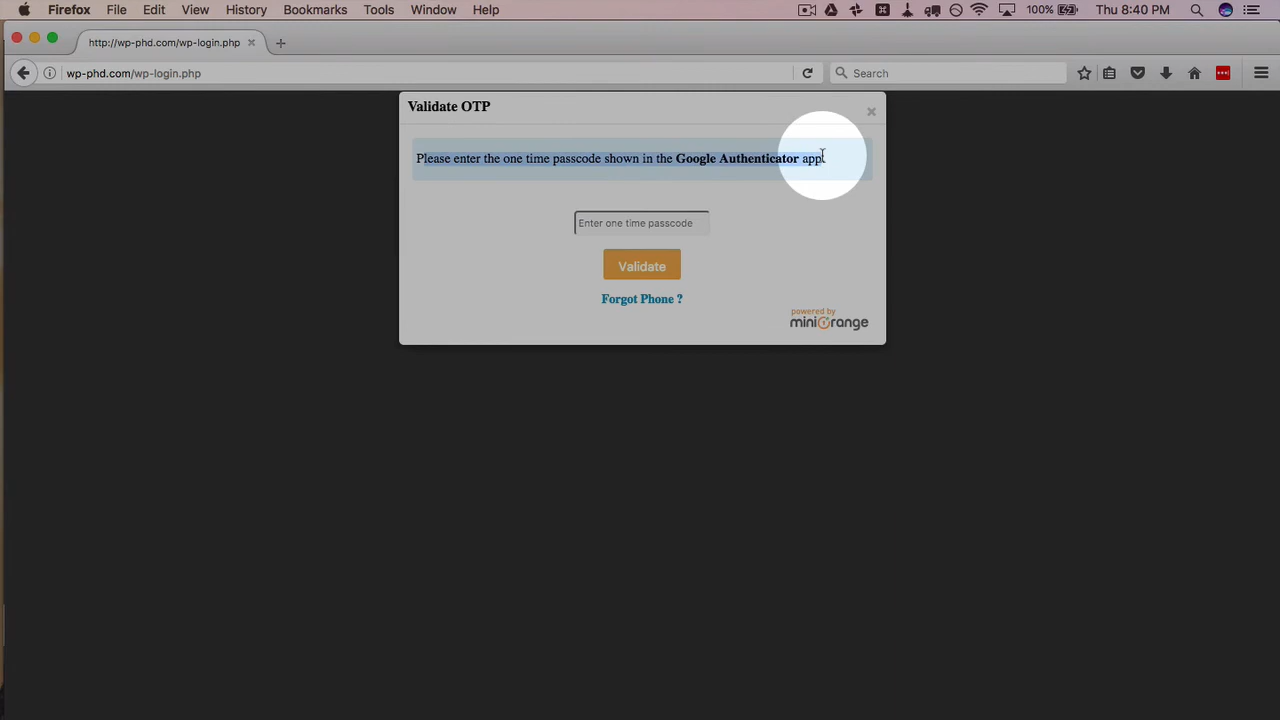 Firefox File Edit View History Bookmarks Tools Window Help 100% Thu 8:40 PM
http://wp-phd.com/wp-login.php
wp-phd.com/wp-login.php Search
Validate OTP
Please enter the one time passcode shown in the Google Authenticator app
Enter one time passcode
Validate
Forgot Phone ?
powered by
miniOrange